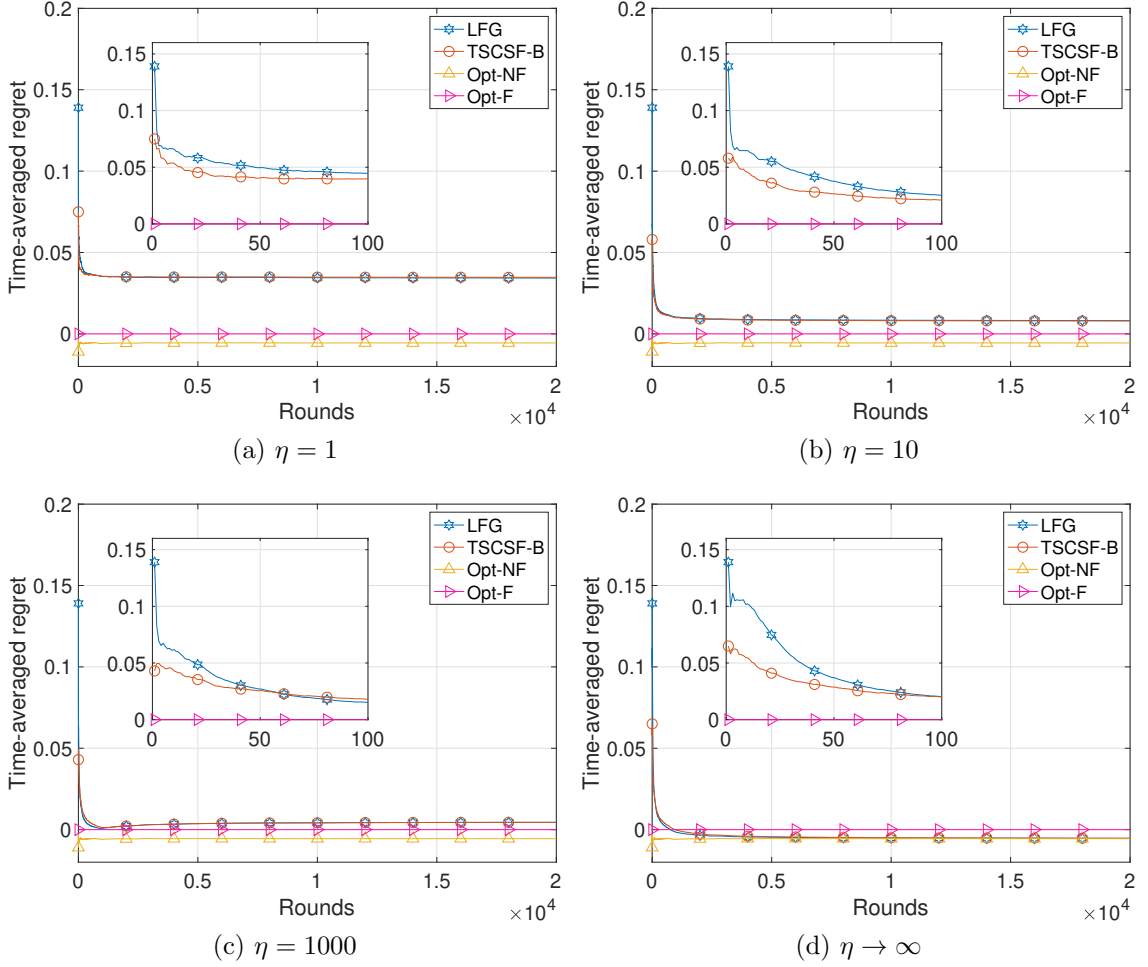 0.2
0.15
0.1
0.05
0
Time-averaged regret
LFG
TSCSF-B
Opt-NF
Opt-F
0.15
0.1
0.05
0
0 50 100
0 0.5 1 1.5 2
Rounds
×10^4
(a) η = 1
0.2
0.15
0.1
0.05
0
Time-averaged regret
LFG
TSCSF-B
Opt-NF
Opt-F
0.15
0.1
0.05
0
0 50 100
0 0.5 1 1.5 2
Rounds
×10^4
(b) η = 10
0.2
0.15
0.1
0.05
0
Time-averaged regret
LFG
TSCSF-B
Opt-NF
Opt-F
0.15
0.1
0.05
0
0 50 100
0 0.5 1 1.5 2
Rounds
×10^4
(c) η = 1000
0.2
0.15
0.1
0.05
0
Time-averaged regret
LFG
TSCSF-B
Opt-NF
Opt-F
0.15
0.1
0.05
0
0 50 100
0 0.5 1 1.5 2
Rounds
×10^4
(d) η → ∞